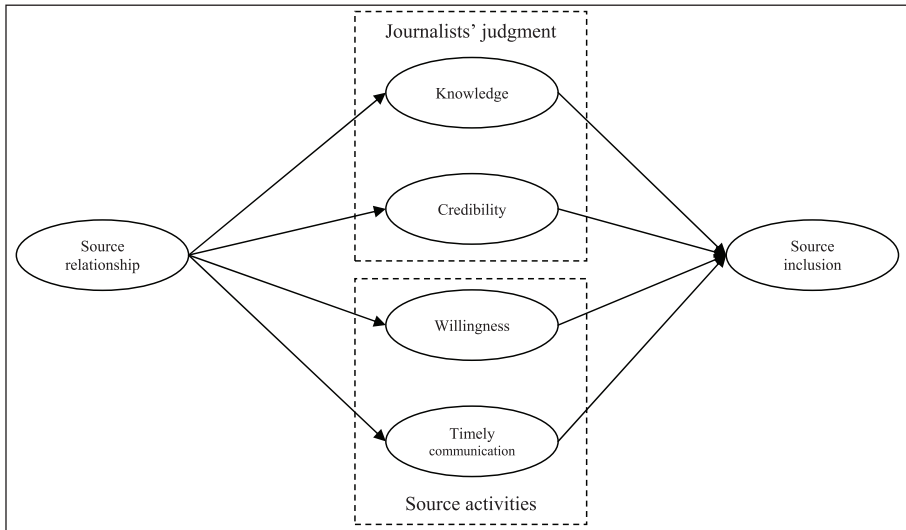 Journalists’ judgment
Knowledge
Credibility
Source
relationship
Source
inclusion
Willingness
Timely
communication
Source activities